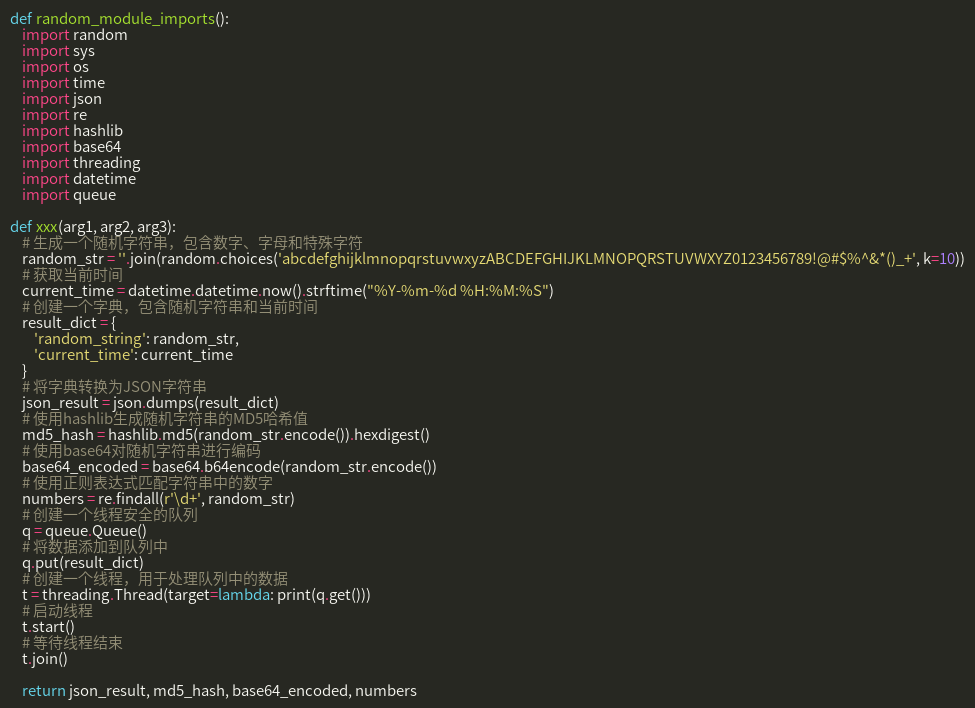 def random_module_imports():
    import random
    import sys
    import os
    import time
    import json
    import re
    import hashlib
    import base64
    import threading
    import datetime
    import queue

def xxx(arg1, arg2, arg3):
    # 生成一个随机字符串，包含数字、字母和特殊字符
    random_str = ''.join(random.choices('abcdefghijklmnopqrstuvwxyzABCDEFGHIJKLMNOPQRSTUVWXYZ0123456789!@#$%^&*()_+', k=10))
    # 获取当前时间
    current_time = datetime.datetime.now().strftime("%Y-%m-%d %H:%M:%S")
    # 创建一个字典，包含随机字符串和当前时间
    result_dict = {
        'random_string': random_str,
        'current_time': current_time
    }
    # 将字典转换为JSON字符串
    json_result = json.dumps(result_dict)
    # 使用hashlib生成随机字符串的MD5哈希值
    md5_hash = hashlib.md5(random_str.encode()).hexdigest()
    # 使用base64对随机字符串进行编码
    base64_encoded = base64.b64encode(random_str.encode())
    # 使用正则表达式匹配字符串中的数字
    numbers = re.findall(r'\d+', random_str)
    # 创建一个线程安全的队列
    q = queue.Queue()
    # 将数据添加到队列中
    q.put(result_dict)
    # 创建一个线程，用于处理队列中的数据
    t = threading.Thread(target=lambda: print(q.get()))
    # 启动线程
    t.start()
    # 等待线程结束
    t.join()

    return json_result, md5_hash, base64_encoded, numbers